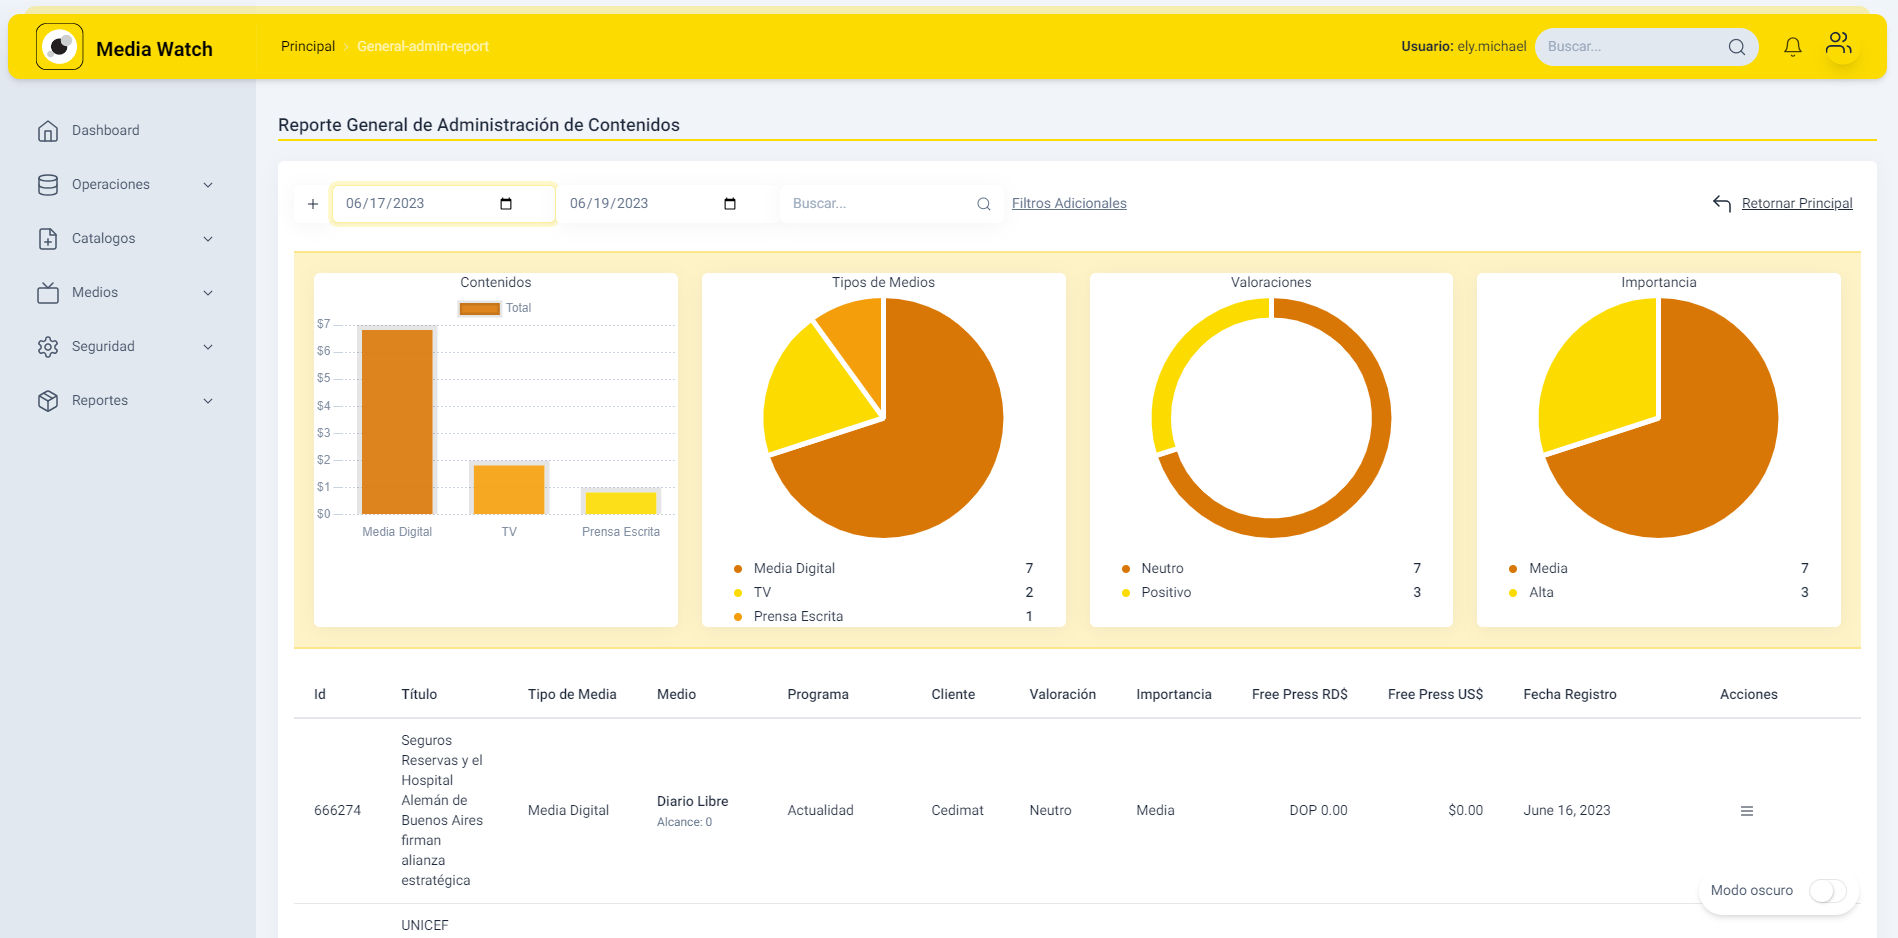 Media Watch
Principal
General-admin-report
Usuario: ely.michael
Buscar...
Dashboard
Operaciones
Catalogos
Medios
Seguridad
Reportes
Reporte General de Administración de Contenidos
06/17/2023
06/19/2023
Buscar...
Filtros Adicionales
Retornar Principal
Contenidos
Total
$7
$6
$5
$4
$3
$2
$1
$0
Media Digital
TV
Prensa Escrita
Tipos de Medios
Media Digital 7
TV 2
Prensa Escrita 1
Valoraciones
Neutro 7
Positivo 3
Importancia
Media 7
Alta 3
Id Título Tipo de Media Medio Programa Cliente Valoración Importancia Free Press RD$ Free Press US$ Fecha Registro Acciones
666274
Seguros
Reservas y el
Hospital
Alemán de
Buenos Aires
firman
alianza
estratégica
Media Digital
Diario Libre
Alcance: 0
Actualidad
Cedimat
Neutro
Media
DOP 0.00
$0.00
June 16, 2023
UNICEF
Modo oscuro